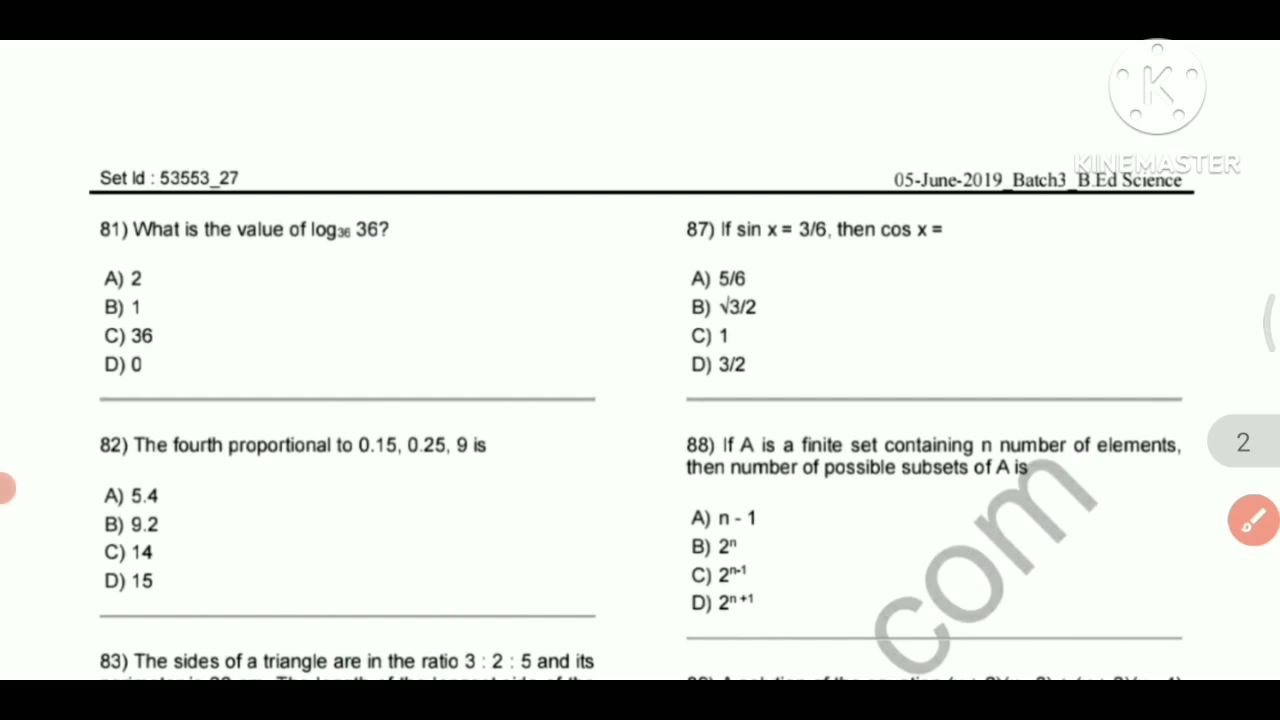 KINEMASTER
Set Id : 53553_27
05-June-2019_Batch3_B.Ed Science
81) What is the value of log₃₆ 36?
A) 2
B) 1
C) 36
D) 0
82) The fourth proportional to 0.15, 0.25, 9 is
A) 5.4
B) 9.2
C) 14
D) 15
83) The sides of a triangle are in the ratio 3 : 2 : 5 and its
87) If sin x = 3/6, then cos x =
A) 5/6
B) √3/2
C) 1
D) 3/2
88) If A is a finite set containing n number of elements,
then number of possible subsets of A is
A) n - 1
B) 2ⁿ
C) 2ⁿ⁻¹
D) 2ⁿ⁺¹
com
2